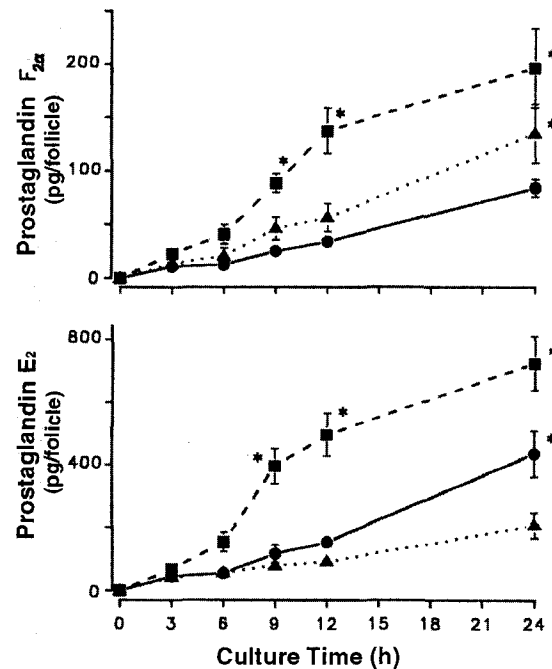 Prostaglandin F2α
(pg/follicle)
200
100
0
*
*
*
*
Prostaglandin E2
(pg/follicle)
800
400
0
*
*
*
*
0 3 6 9 12 15 18 21 24
Culture Time (h)